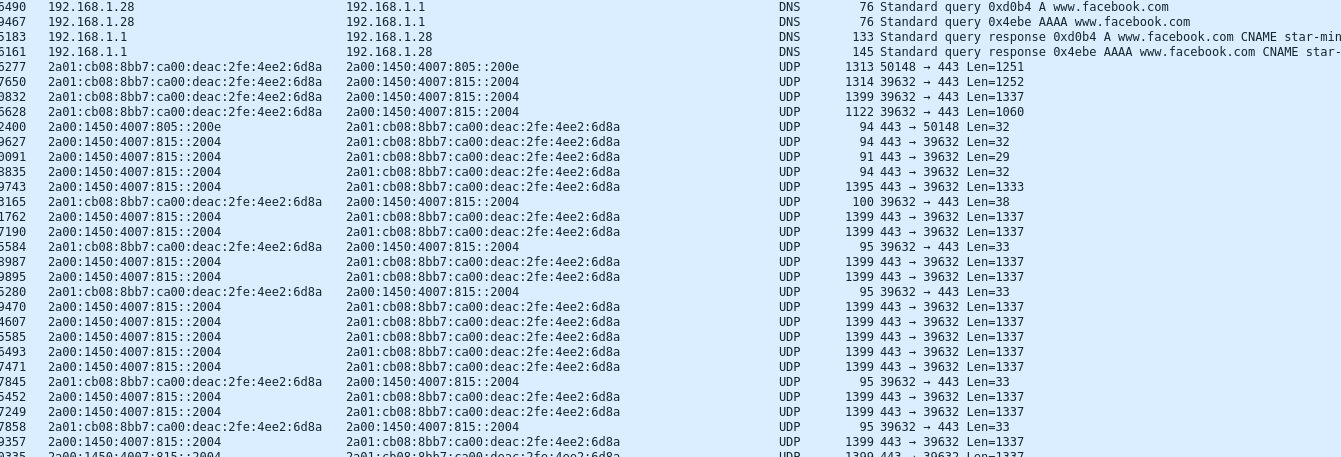 6490 192.168.1.28 192.168.1.1 DNS 76 Standard query 0xd0b4 A www.facebook.com
9467 192.168.1.28 192.168.1.1 DNS 76 Standard query 0x4ebe AAAA www.facebook.com
5183 192.168.1.1 192.168.1.28 DNS 133 Standard query response 0xd0b4 A www.facebook.com CNAME star-min
5161 192.168.1.1 192.168.1.28 DNS 145 Standard query response 0x4ebe AAAA www.facebook.com CNAME star-
6277 2a01:cb08:8bb7:ca00:deac:2fe:4ee2:6d8a 2a00:1450:4007:805::200e UDP 1313 50148 → 443 Len=1251
7650 2a01:cb08:8bb7:ca00:deac:2fe:4ee2:6d8a 2a00:1450:4007:815::2004 UDP 1314 39632 → 443 Len=1252
0832 2a01:cb08:8bb7:ca00:deac:2fe:4ee2:6d8a 2a00:1450:4007:815::2004 UDP 1399 39632 → 443 Len=1337
6628 2a01:cb08:8bb7:ca00:deac:2fe:4ee2:6d8a 2a00:1450:4007:815::2004 UDP 1122 39632 → 443 Len=1060
2400 2a00:1450:4007:805::200e 2a01:cb08:8bb7:ca00:deac:2fe:4ee2:6d8a UDP 94 443 → 50148 Len=32
9627 2a00:1450:4007:815::2004 2a01:cb08:8bb7:ca00:deac:2fe:4ee2:6d8a UDP 94 443 → 39632 Len=32
0091 2a00:1450:4007:815::2004 2a01:cb08:8bb7:ca00:deac:2fe:4ee2:6d8a UDP 91 443 → 39632 Len=29
8835 2a00:1450:4007:815::2004 2a01:cb08:8bb7:ca00:deac:2fe:4ee2:6d8a UDP 94 443 → 39632 Len=32
9743 2a00:1450:4007:815::2004 2a01:cb08:8bb7:ca00:deac:2fe:4ee2:6d8a UDP 1395 443 → 39632 Len=1333
3165 2a01:cb08:8bb7:ca00:deac:2fe:4ee2:6d8a 2a00:1450:4007:815::2004 UDP 100 39632 → 443 Len=38
1762 2a00:1450:4007:815::2004 2a01:cb08:8bb7:ca00:deac:2fe:4ee2:6d8a UDP 1399 443 → 39632 Len=1337
7190 2a00:1450:4007:815::2004 2a01:cb08:8bb7:ca00:deac:2fe:4ee2:6d8a UDP 1399 443 → 39632 Len=1337
5584 2a01:cb08:8bb7:ca00:deac:2fe:4ee2:6d8a 2a00:1450:4007:815::2004 UDP 95 39632 → 443 Len=33
8987 2a00:1450:4007:815::2004 2a01:cb08:8bb7:ca00:deac:2fe:4ee2:6d8a UDP 1399 443 → 39632 Len=1337
9895 2a00:1450:4007:815::2004 2a01:cb08:8bb7:ca00:deac:2fe:4ee2:6d8a UDP 1399 443 → 39632 Len=1337
5280 2a01:cb08:8bb7:ca00:deac:2fe:4ee2:6d8a 2a00:1450:4007:815::2004 UDP 95 39632 → 443 Len=33
9470 2a00:1450:4007:815::2004 2a01:cb08:8bb7:ca00:deac:2fe:4ee2:6d8a UDP 1399 443 → 39632 Len=1337
4607 2a00:1450:4007:815::2004 2a01:cb08:8bb7:ca00:deac:2fe:4ee2:6d8a UDP 1399 443 → 39632 Len=1337
5585 2a00:1450:4007:815::2004 2a01:cb08:8bb7:ca00:deac:2fe:4ee2:6d8a UDP 1399 443 → 39632 Len=1337
6493 2a00:1450:4007:815::2004 2a01:cb08:8bb7:ca00:deac:2fe:4ee2:6d8a UDP 1399 443 → 39632 Len=1337
7471 2a00:1450:4007:815::2004 2a01:cb08:8bb7:ca00:deac:2fe:4ee2:6d8a UDP 1399 443 → 39632 Len=1337
7845 2a01:cb08:8bb7:ca00:deac:2fe:4ee2:6d8a 2a00:1450:4007:815::2004 UDP 95 39632 → 443 Len=33
5452 2a00:1450:4007:815::2004 2a01:cb08:8bb7:ca00:deac:2fe:4ee2:6d8a UDP 1399 443 → 39632 Len=1337
7249 2a00:1450:4007:815::2004 2a01:cb08:8bb7:ca00:deac:2fe:4ee2:6d8a UDP 1399 443 → 39632 Len=1337
7858 2a01:cb08:8bb7:ca00:deac:2fe:4ee2:6d8a 2a00:1450:4007:815::2004 UDP 95 39632 → 443 Len=33
9357 2a00:1450:4007:815::2004 2a01:cb08:8bb7:ca00:deac:2fe:4ee2:6d8a UDP 1399 443 → 39632 Len=1337
0335 2a00:1450:4007:815::2004 2a01:cb08:8bb7:ca00:deac:2fe:4ee2:6d8a UDP 1399 443 → 39632 Len=1337